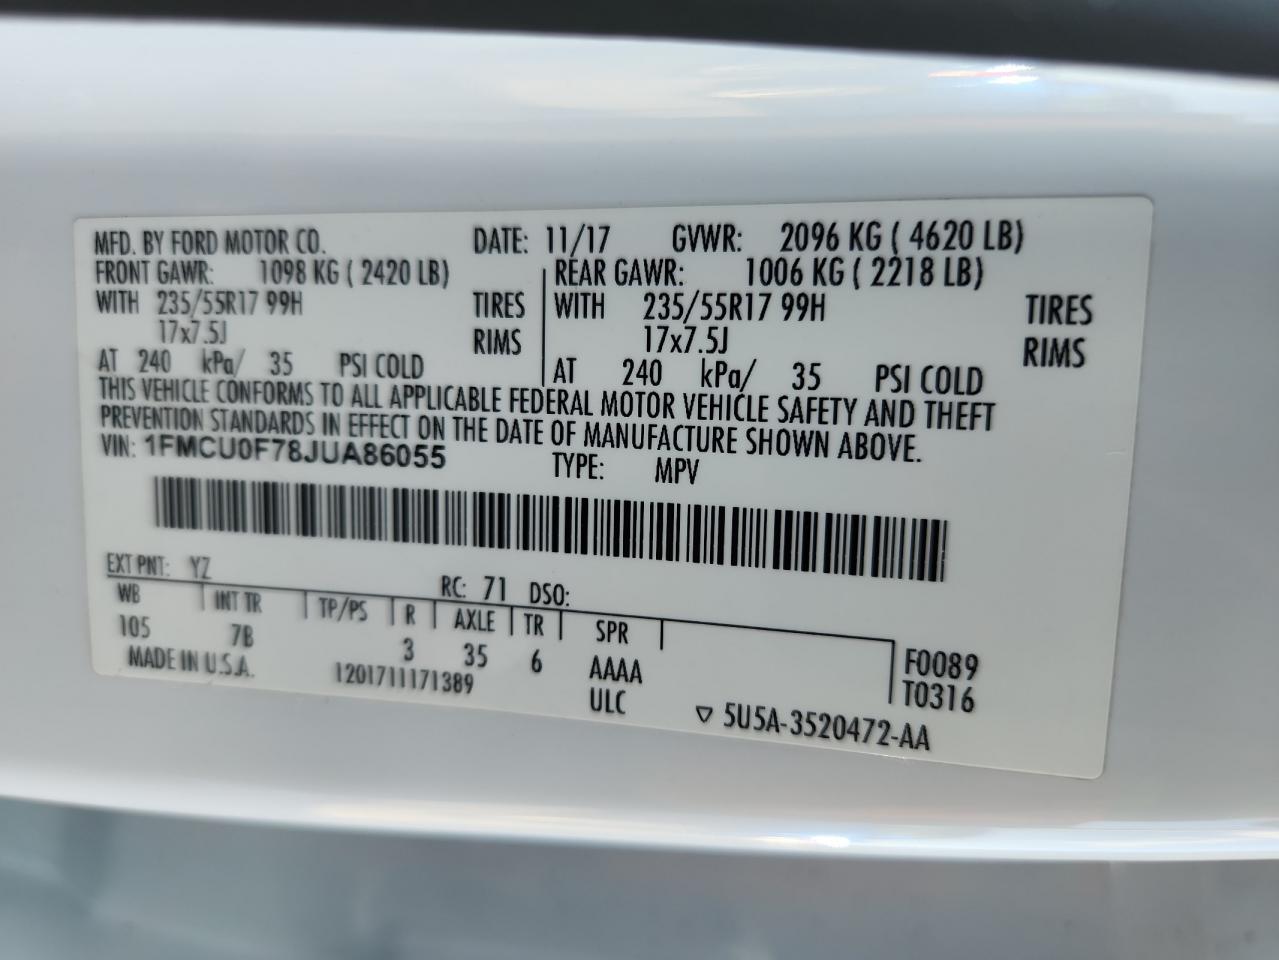 MFD. BY FORD MOTOR CO. DATE: 11/17 GVWR: 2096 KG ( 4620 LB)
FRONT GAWR: 1098 KG ( 2420 LB) REAR GAWR: 1006 KG ( 2218 LB)
WITH 235/55R17 99H TIRES WITH 235/55R17 99H TIRES
17x7.5J RIMS 17x7.5J RIMS
AT 240 kPa/ 35 PSI COLD AT 240 kPa/ 35 PSI COLD
THIS VEHICLE CONFORMS TO ALL APPLICABLE FEDERAL MOTOR VEHICLE SAFETY AND THEFT
PREVENTION STANDARDS IN EFFECT ON THE DATE OF MANUFACTURE SHOWN ABOVE.
VIN: 1FMCU0F78JUA86055 TYPE: MPV
EXT PNT: YZ RC: 71 DSO:
WB INT TR TP/PS R AXLE TR SPR
105 7B 3 35 6 AAAA F0089
MADE IN U.S.A. 1201711171389 ULC T0316
▽ 5U5A-3520472-AA